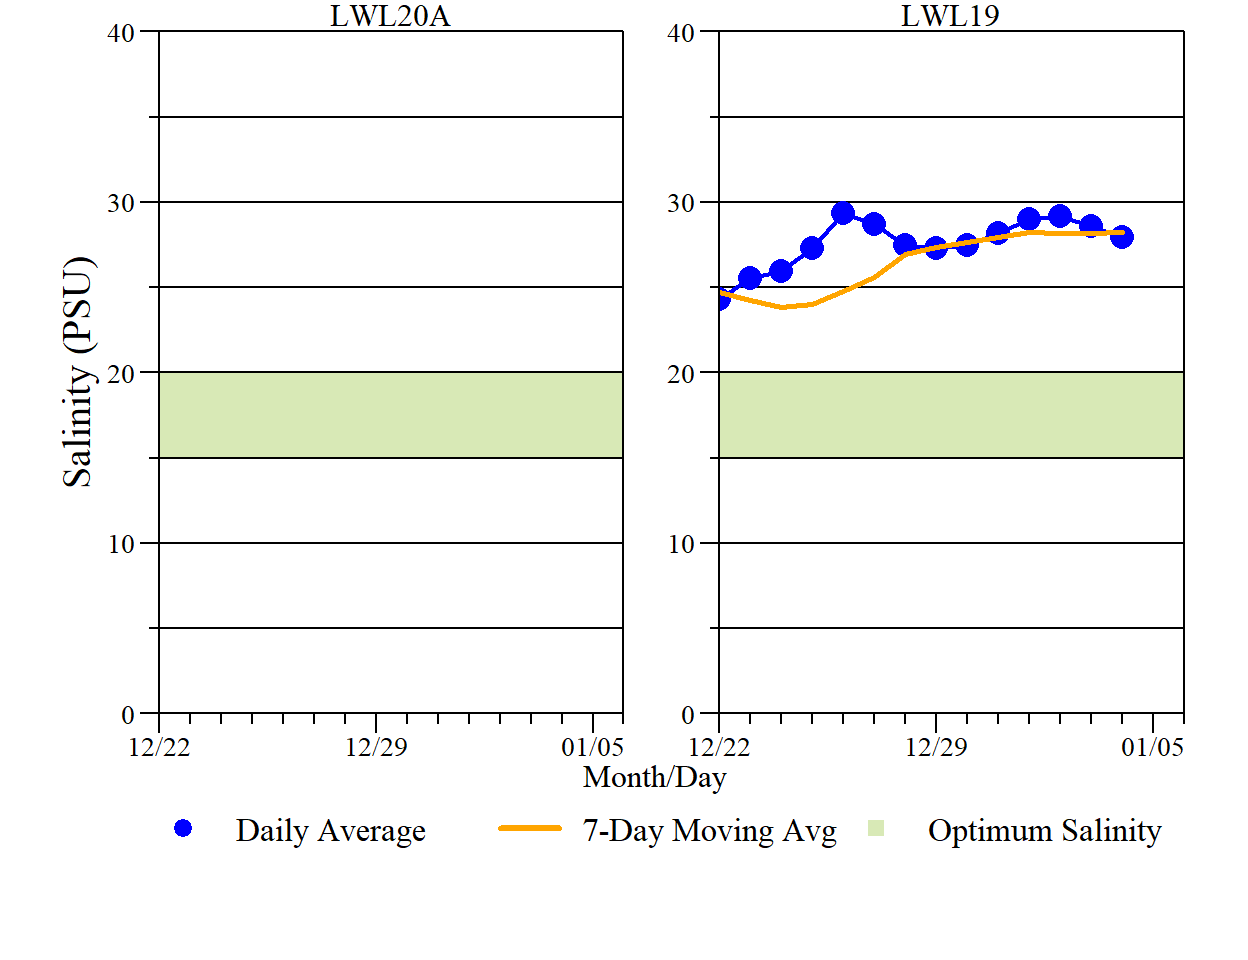 LWL20A LWL19
40 40
30 30
20 20
10 10
0 0
Salinity (PSU)
12/22 12/29 01/05 12/22 12/29 01/05
Month/Day
Daily Average 7-Day Moving Avg Optimum Salinity